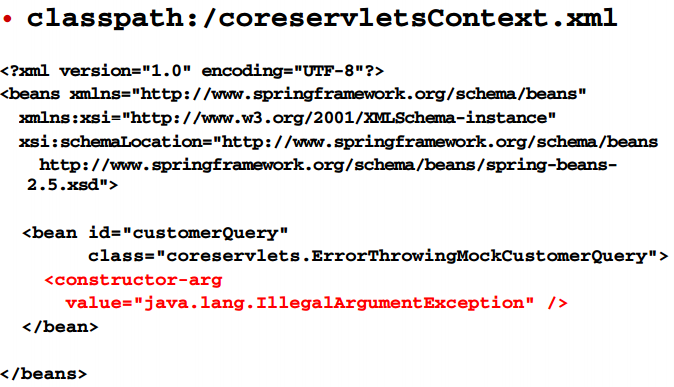 • classpath:/coreservletsContext.xml
<?xml version="1.0" encoding="UTF-8"?>
<beans xmlns="http://www.springframework.org/schema/beans"
xmlns:xsi="http://www.w3.org/2001/XMLSchema-instance"
xsi:schemaLocation="http://www.springframework.org/schema/beans
http://www.springframework.org/schema/beans/spring-beans-
2.5.xsd">
<bean id="customerQuery"
class="coreservlets.ErrorThrowingMockCustomerQuery">
<constructor-arg
value="java.lang.IllegalArgumentException" />
</bean>
</beans>